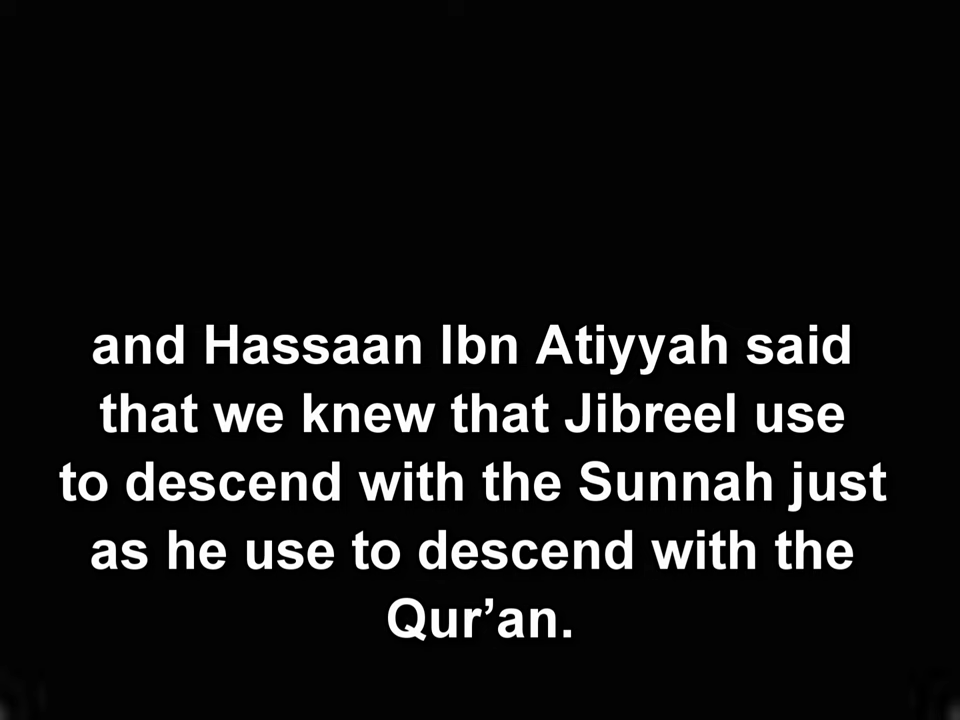 and Hassaan Ibn Atiyyah said
that we knew that Jibreel use
to descend with the Sunnah just
as he use to descend with the
Qur’an.